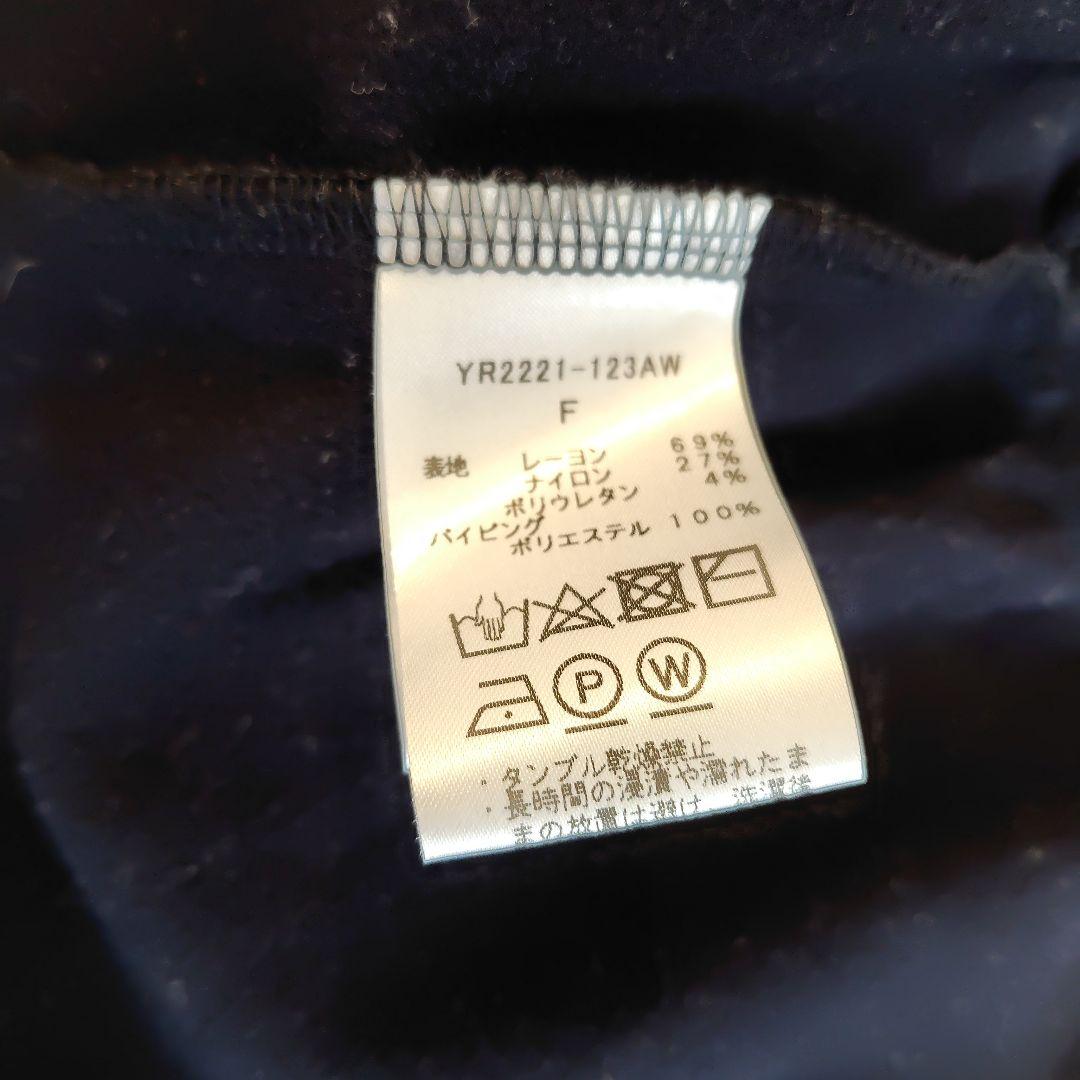 YR2221-123AW
F
表地 レーヨン 69%
ナイロン 27%
ポリウレタン 4%
パイピング
ポリエステル 100%
P W
・タンブル乾燥禁止
・長時間の浸漬や濡れたま
まの放置は避け、洗濯後